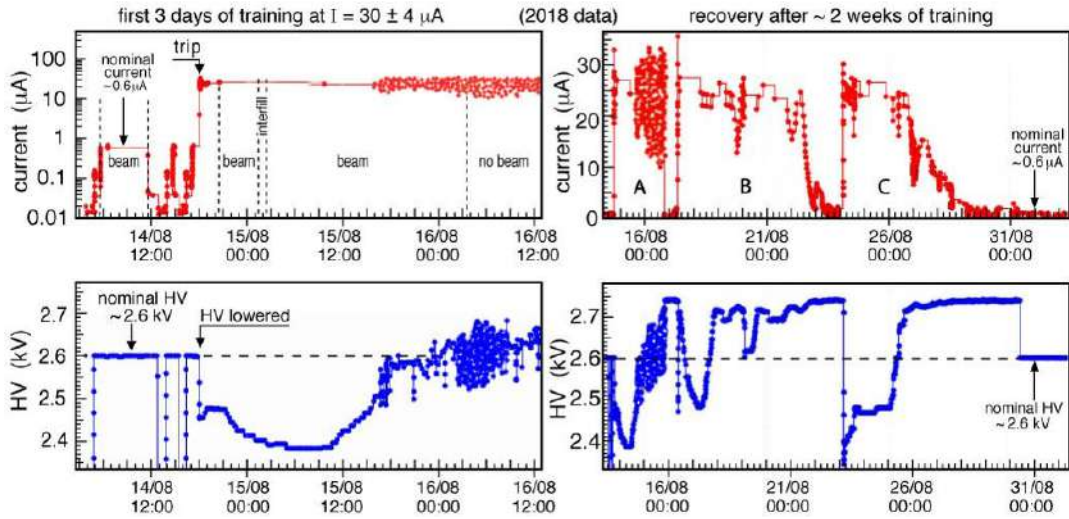 first 3 days of training at I = 30 ± 4 μA
(2018 data)
recovery after ~ 2 weeks of training
current (μA)
100
10
1
0.1
0.01
nominal
current
~0.6μA
trip
beam
beam
interfill
beam
no beam
14/08
12:00
15/08
00:00
15/08
12:00
16/08
00:00
16/08
12:00
current (μA)
30
20
10
0
A
B
C
nominal
current
~0.6μA
16/08
00:00
21/08
00:00
26/08
00:00
31/08
00:00
HV (kV)
2.7
2.6
2.5
2.4
nominal HV
~2.6 kV
HV lowered
14/08
12:00
15/08
00:00
15/08
12:00
16/08
00:00
16/08
12:00
HV (kV)
2.7
2.6
2.5
2.4
nominal HV
~2.6 kV
16/08
00:00
21/08
00:00
26/08
00:00
31/08
00:00